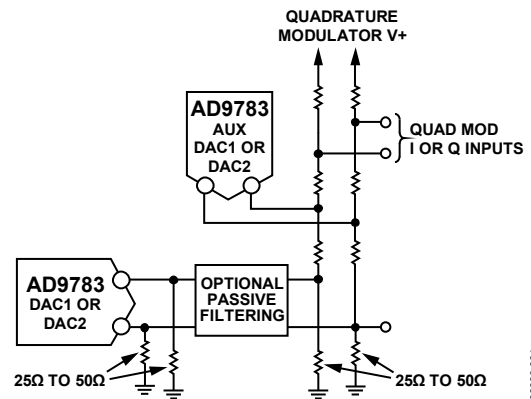 QUADRATURE
MODULATOR V+
AD9783
AUX
DAC1 OR
DAC2
QUAD MOD
I OR Q INPUTS
AD9783
DAC1 OR
DAC2
OPTIONAL
PASSIVE
FILTERING
25Ω TO 50Ω
25Ω TO 50Ω